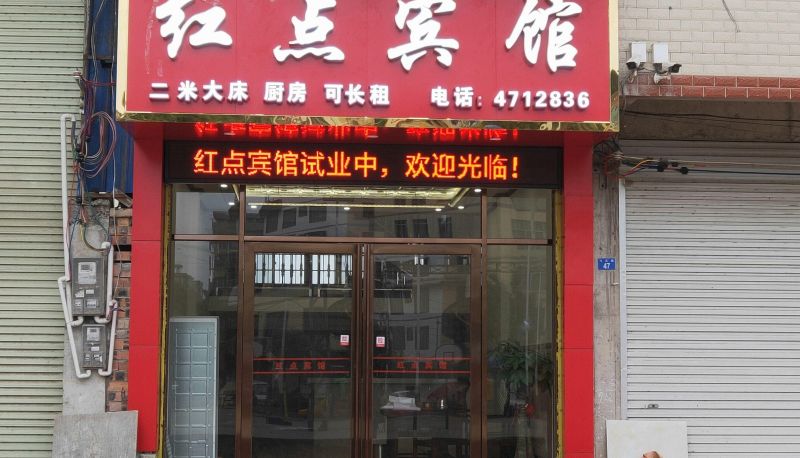 红点宾馆
二米大床 厨房 可长租 电话：4712836
红点宾馆试业中，欢迎光临！
47
红点宾馆 红点宾馆